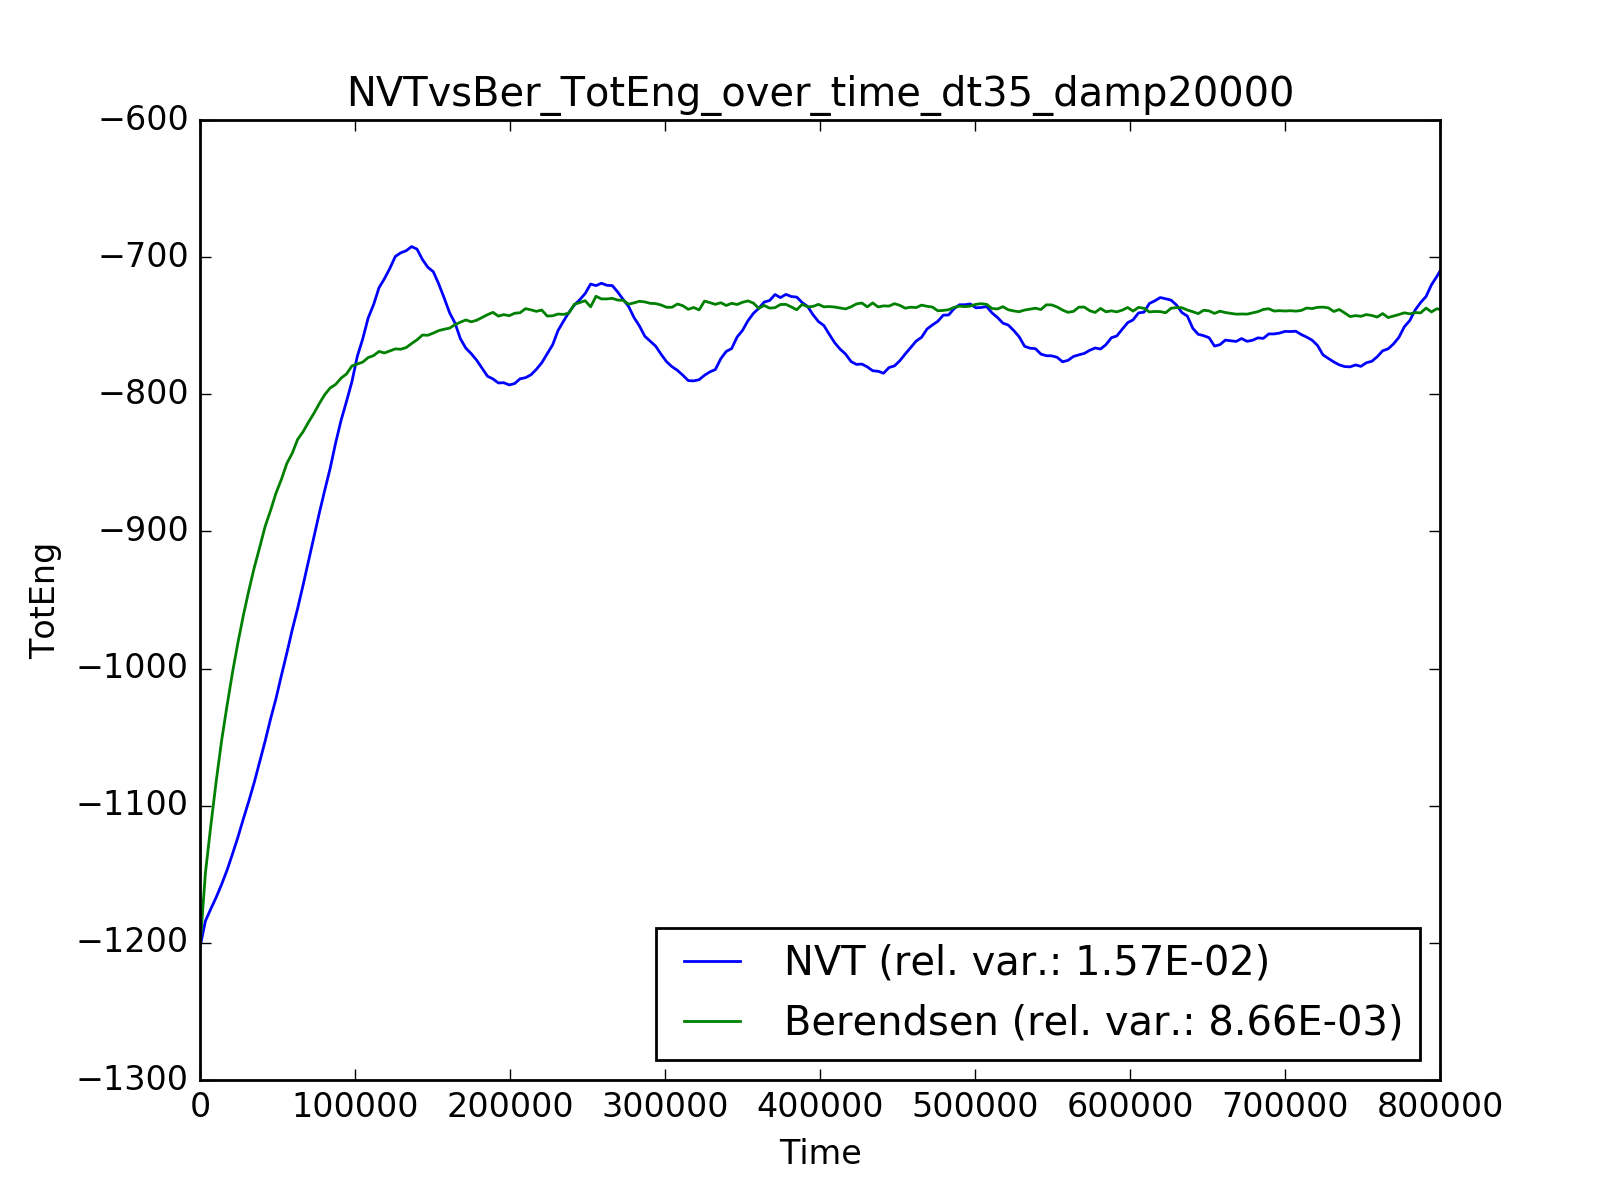 NVTvsBer_TotEng_over_time_dt35_damp20000
−600
−700
−800
−900
−1000
−1100
−1200
−1300
TotEng
NVT (rel. var.: 1.57E-02)
Berendsen (rel. var.: 8.66E-03)
0 100000 200000 300000 400000 500000 600000 700000 800000
Time